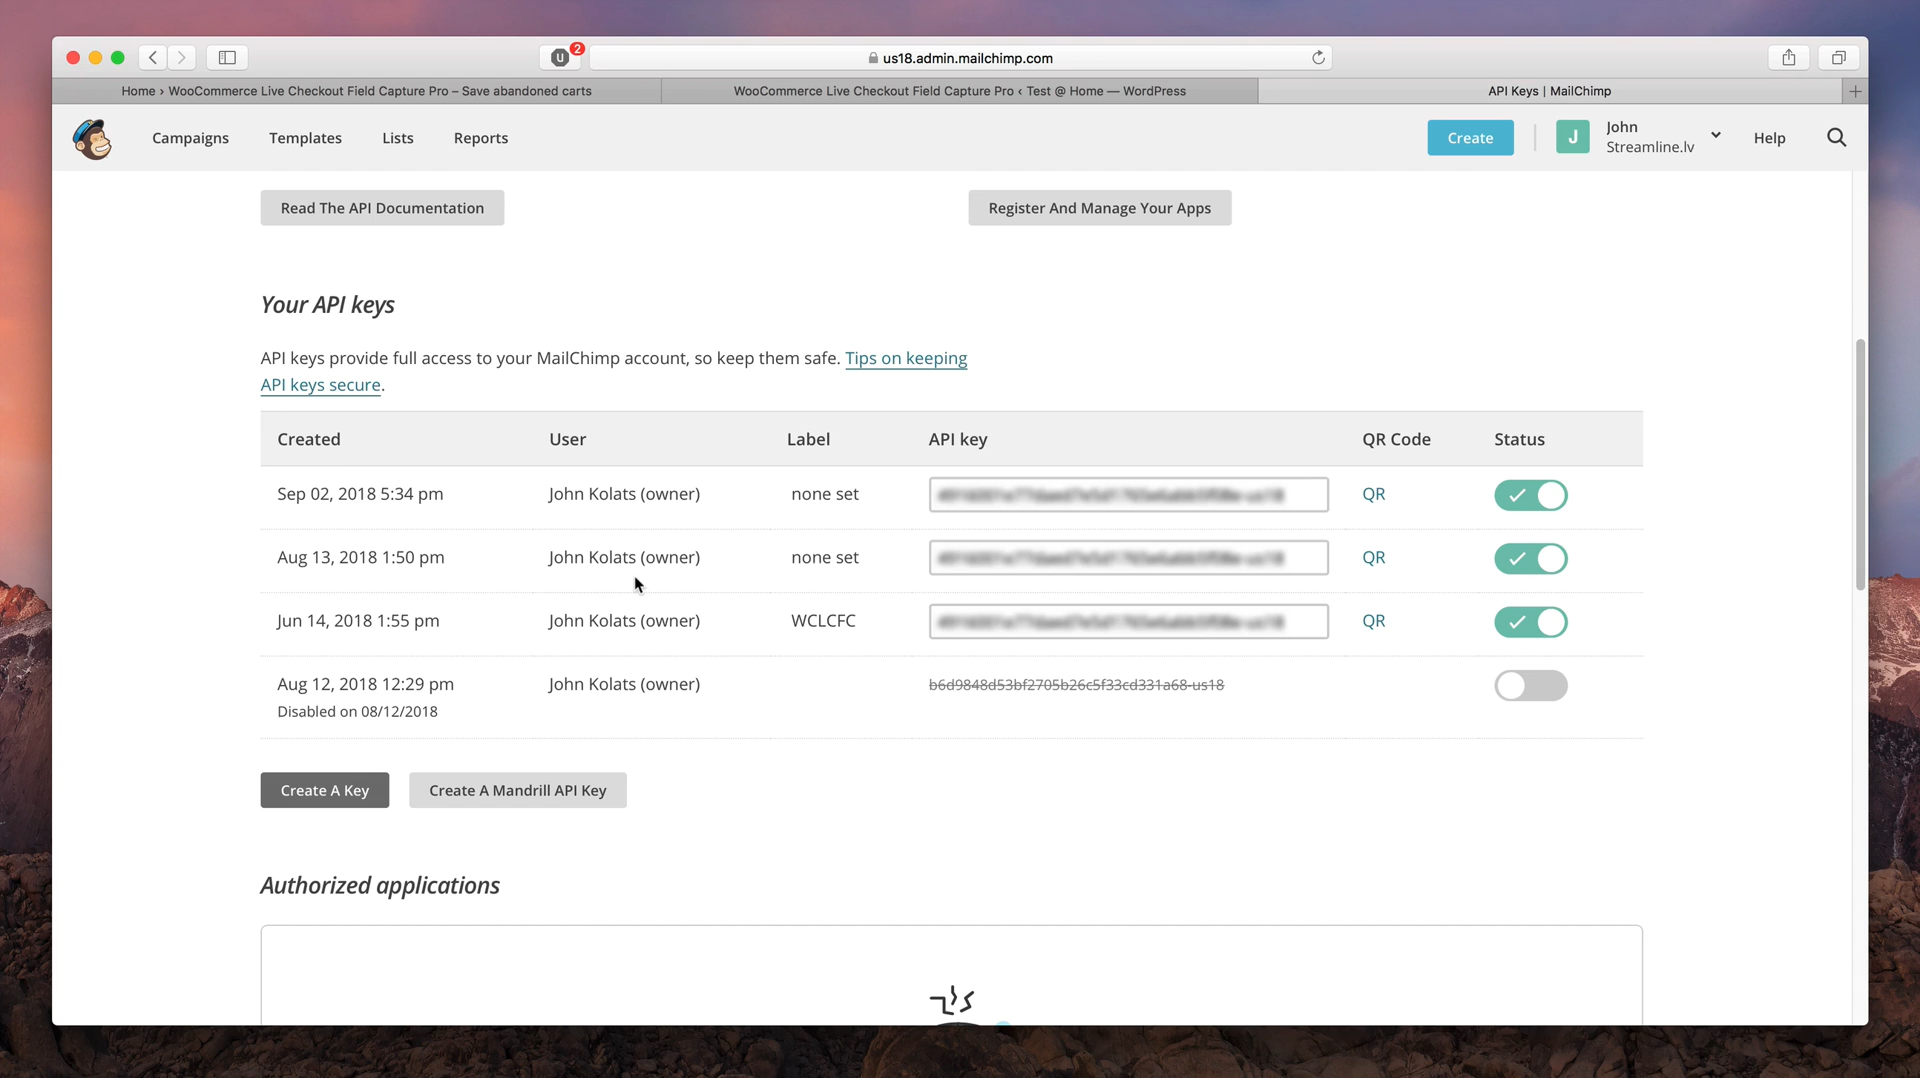 2
us18.admin.mailchimp.com
Home › WooCommerce Live Checkout Field Capture Pro – Save abandoned carts
WooCommerce Live Checkout Field Capture Pro ‹ Test @ Home — WordPress
API Keys | MailChimp
Campaigns
Templates
Lists
Reports
Create
J
John
Streamline.lv
Help
Read The API Documentation
Register And Manage Your Apps
Your API keys
API keys provide full access to your MailChimp account, so keep them safe. Tips on keeping
API keys secure.
Created User Label API key QR Code Status
Sep 02, 2018 5:34 pm John Kolats (owner) none set QR
Aug 13, 2018 1:50 pm John Kolats (owner) none set QR
Jun 14, 2018 1:55 pm John Kolats (owner) WCLCFC QR
Aug 12, 2018 12:29 pm John Kolats (owner) b6d9848d53bf2705b26c5f33cd331a68-us18
Disabled on 08/12/2018
Create A Key
Create A Mandrill API Key
Authorized applications